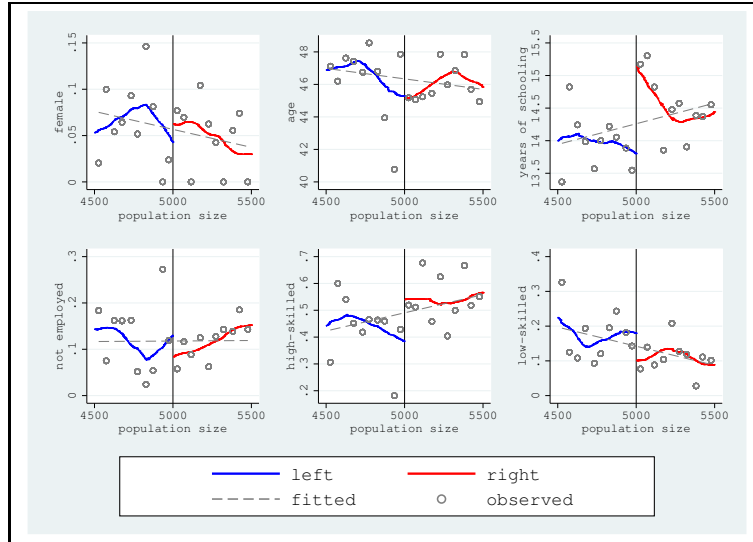 female
0 .05 .1 .15
4500 5000 5500
population size
age
40 42 44 46 48
4500 5000 5500
population size
years of schooling
13.5 14 14.5 15 15.5
4500 5000 5500
population size
not employed
0 .1 .2 .3
4500 5000 5500
population size
high-skilled
.2 .3 .4 .5 .6 .7
4500 5000 5500
population size
low-skilled
0 .1 .2 .3 .4
4500 5000 5500
population size
left right
fitted observed